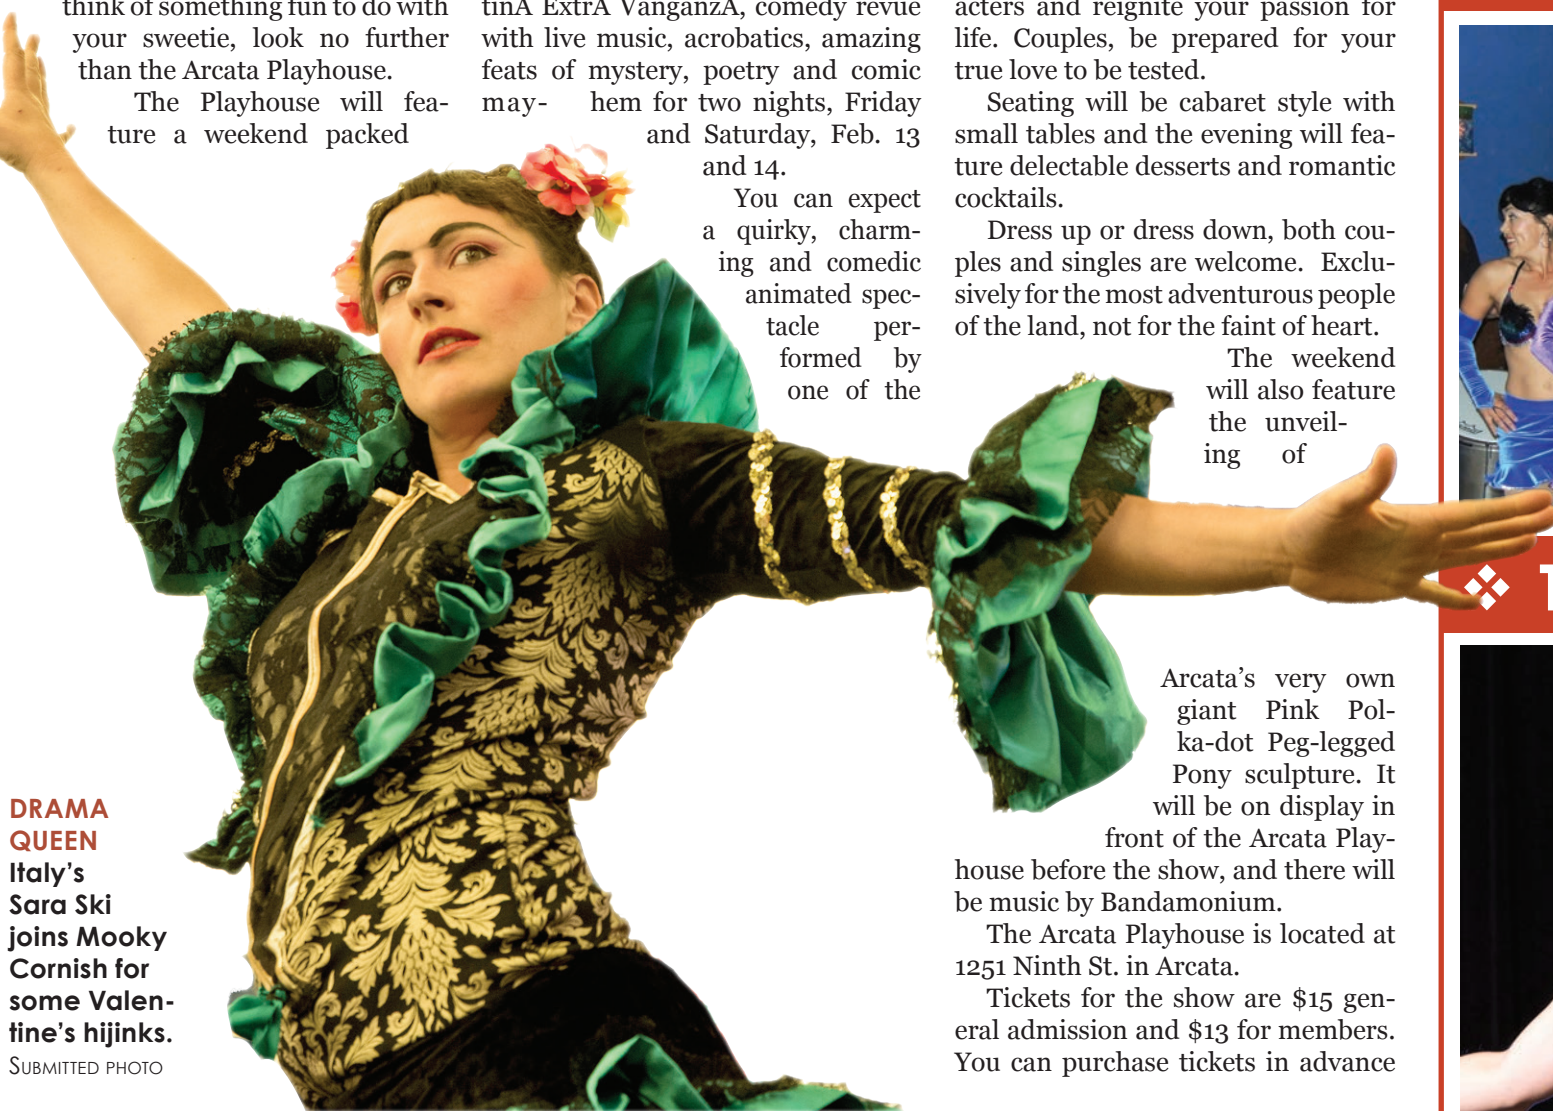 think of something fun to do with
your sweetie, look no further
than the Arcata Playhouse.
The Playhouse will fea-
ture a weekend packed
tinA ExtrA VanganzA, comedy revue
with live music, acrobatics, amazing
feats of mystery, poetry and comic
may- hem for two nights, Friday
and Saturday, Feb. 13
and 14.
You can expect
a quirky, charm-
ing and comedic
animated spec-
tacle per-
formed by
one of the
acters and reignite your passion for
life. Couples, be prepared for your
true love to be tested.
Seating will be cabaret style with
small tables and the evening will fea-
ture delectable desserts and romantic
cocktails.
Dress up or dress down, both cou-
ples and singles are welcome. Exclu-
sively for the most adventurous people
of the land, not for the faint of heart.
The weekend
will also feature
the unveil-
ing of
Arcata's very own
giant Pink Pol-
ka-dot Peg-legged
Pony sculpture. It
will be on display in
front of the Arcata Play-
house before the show, and there will
be music by Bandamonium.
The Arcata Playhouse is located at
1251 Ninth St. in Arcata.
Tickets for the show are $15 gen-
eral admission and $13 for members.
You can purchase tickets in advance
DRAMA
QUEEN
Italy's
Sara Ski
joins Mooky
Cornish for
some Valen-
tine's hijinks.
SUBMITTED PHOTO